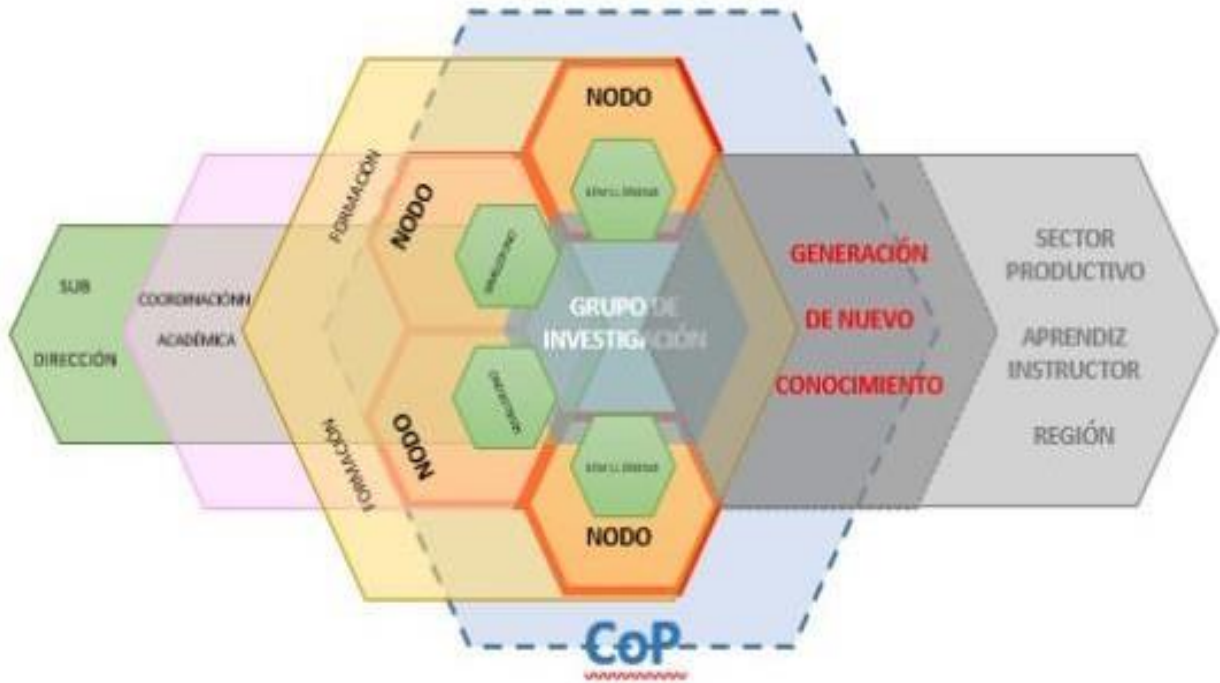 SUB
DIRECCIÓN
COORDINACIÓNN
ACADÉMICA
FORMACIÓN
FORMACIÓN
NODO
NODO
NODO
NODO
GRUPO DE
INVESTIGACIÓN
GENERACIÓN
DE NUEVO
CONOCIMIENTO
SECTOR
PRODUCTIVO
APRENDIZ
INSTRUCTOR
REGIÓN
CoP